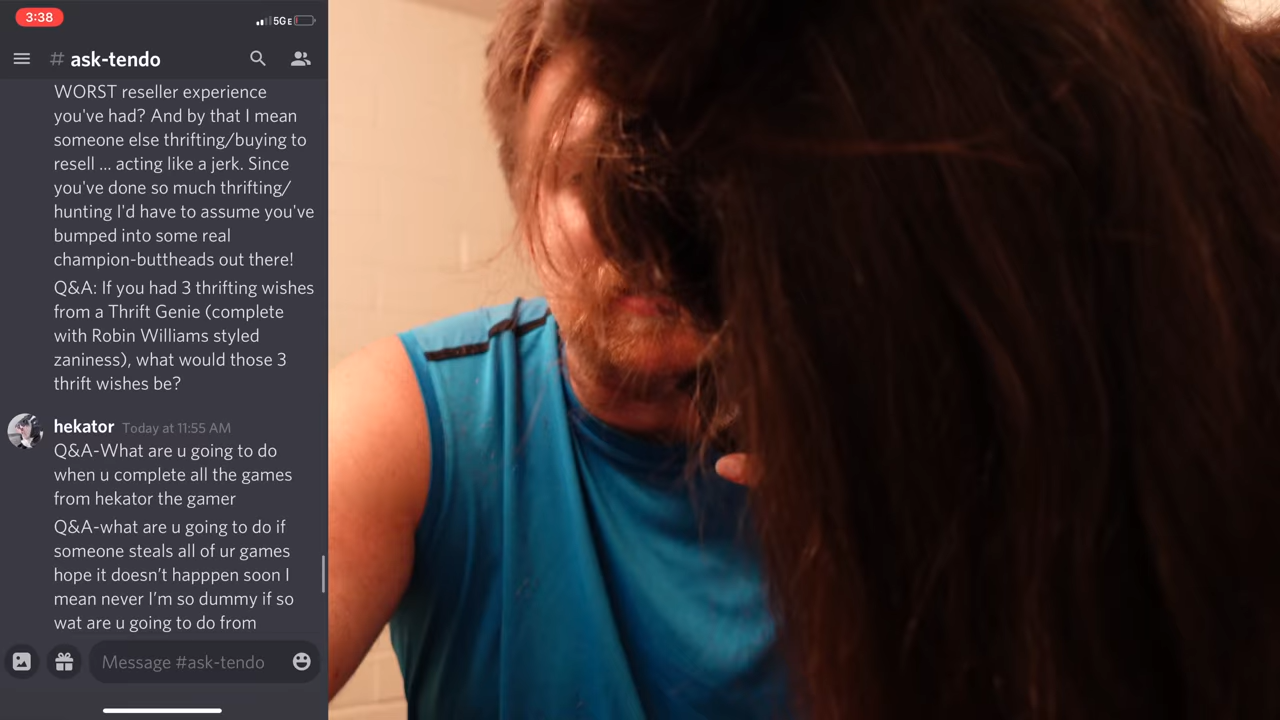 3:38
5GE
# ask-tendo
WORST reseller experience
you've had? And by that I mean
someone else thrifting/buying to
resell ... acting like a jerk. Since
you've done so much thrifting/
hunting I'd have to assume you've
bumped into some real
champion-buttheads out there!
Q&A: If you had 3 thrifting wishes
from a Thrift Genie (complete
with Robin Williams styled
zaniness), what would those 3
thrift wishes be?
hekator Today at 11:55 AM
Q&A-What are u going to do
when u complete all the games
from hekator the gamer
Q&A-what are u going to do if
someone steals all of ur games
hope it doesn't happpen soon I
mean never I'm so dummy if so
wat are u going to do from
Message #ask-tendo